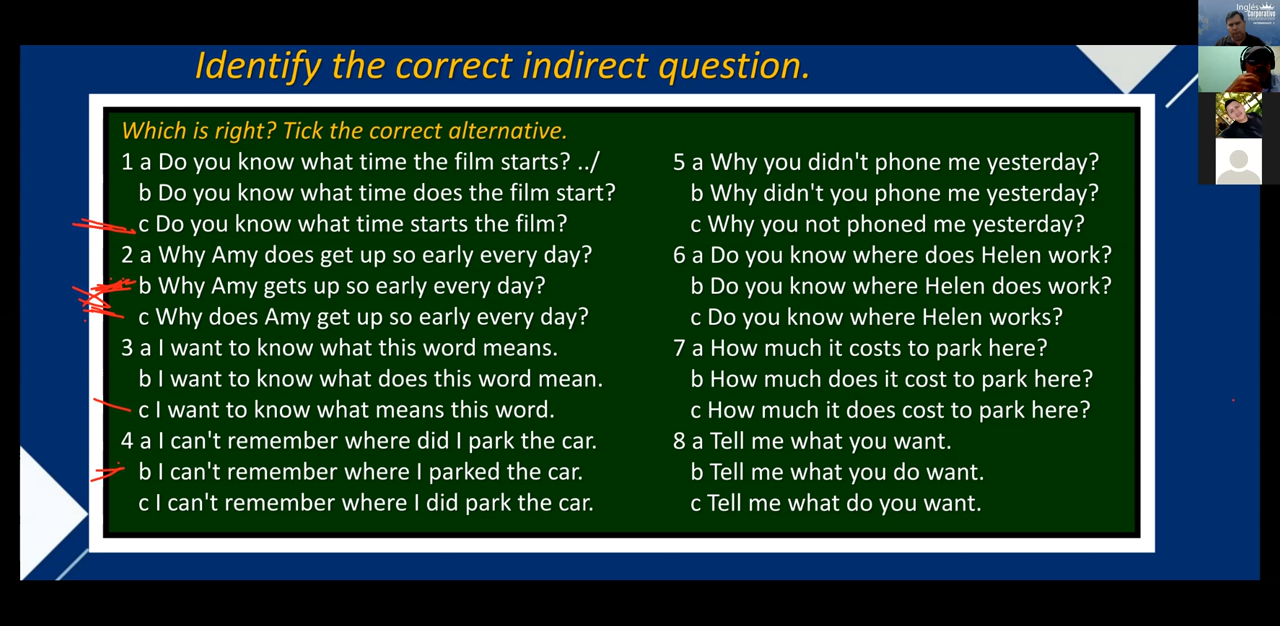 Identify the correct indirect question.
Which is right? Tick the correct alternative.
1 a Do you know what time the film starts? ../
b Do you know what time does the film start?
c Do you know what time starts the film?
2 a Why Amy does get up so early every day?
b Why Amy gets up so early every day?
c Why does Amy get up so early every day?
3 a I want to know what this word means.
b I want to know what does this word mean.
c I want to know what means this word.
4 a I can't remember where did I park the car.
b I can't remember where I parked the car.
c I can't remember where I did park the car.
5 a Why you didn't phone me yesterday?
b Why didn't you phone me yesterday?
c Why you not phoned me yesterday?
6 a Do you know where does Helen work?
b Do you know where Helen does work?
c Do you know where Helen works?
7 a How much it costs to park here?
b How much does it cost to park here?
c How much it does cost to park here?
8 a Tell me what you want.
b Tell me what you do want.
c Tell me what do you want.
Inglés
Corporativo